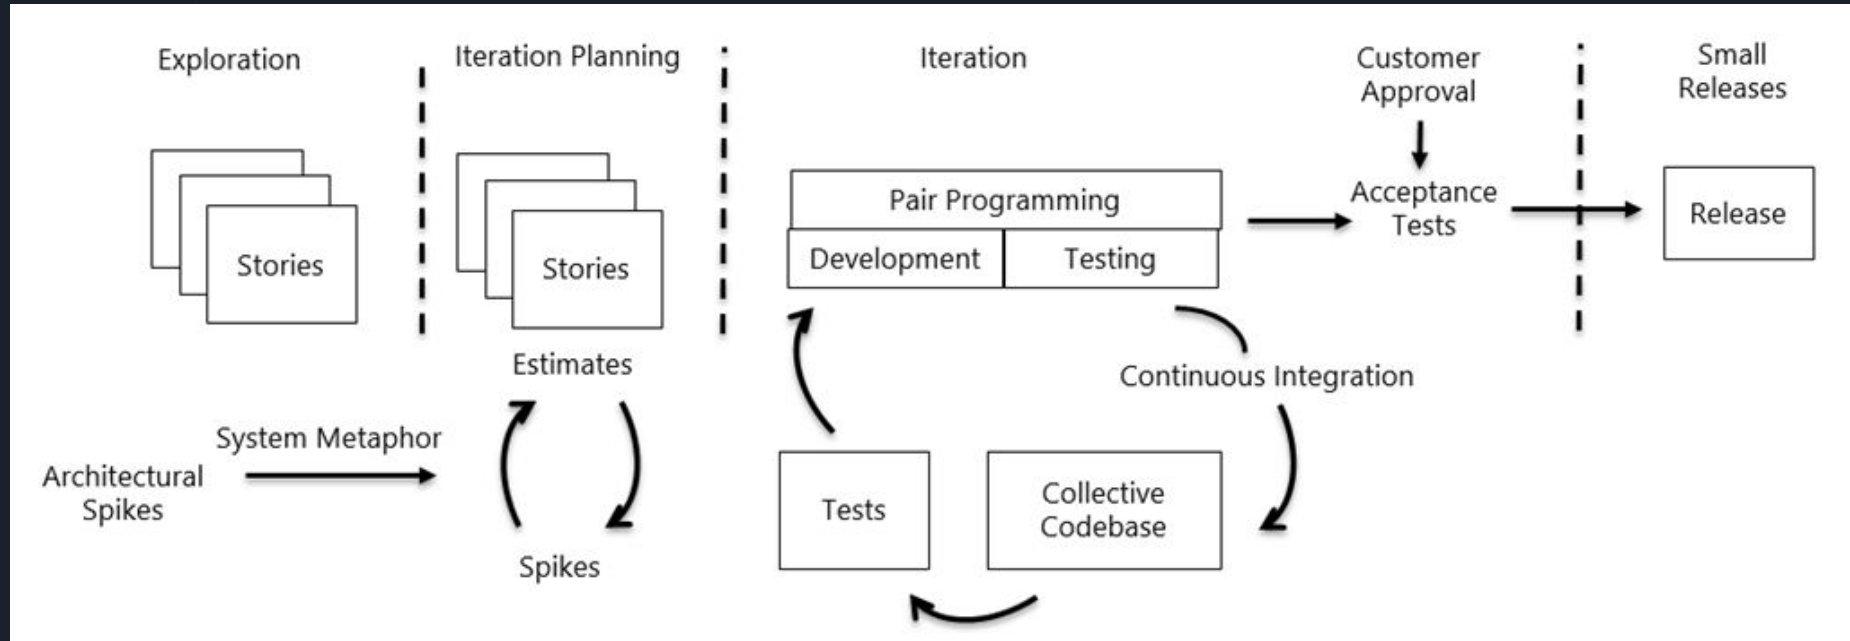 Exploration
Iteration Planning
Iteration
Customer
Approval
Small
Releases
Stories
Stories
Pair Programming
Development
Testing
Acceptance
Tests
Release
Estimates
Continuous Integration
System Metaphor
Architectural
Spikes
Spikes
Tests
Collective
Codebase